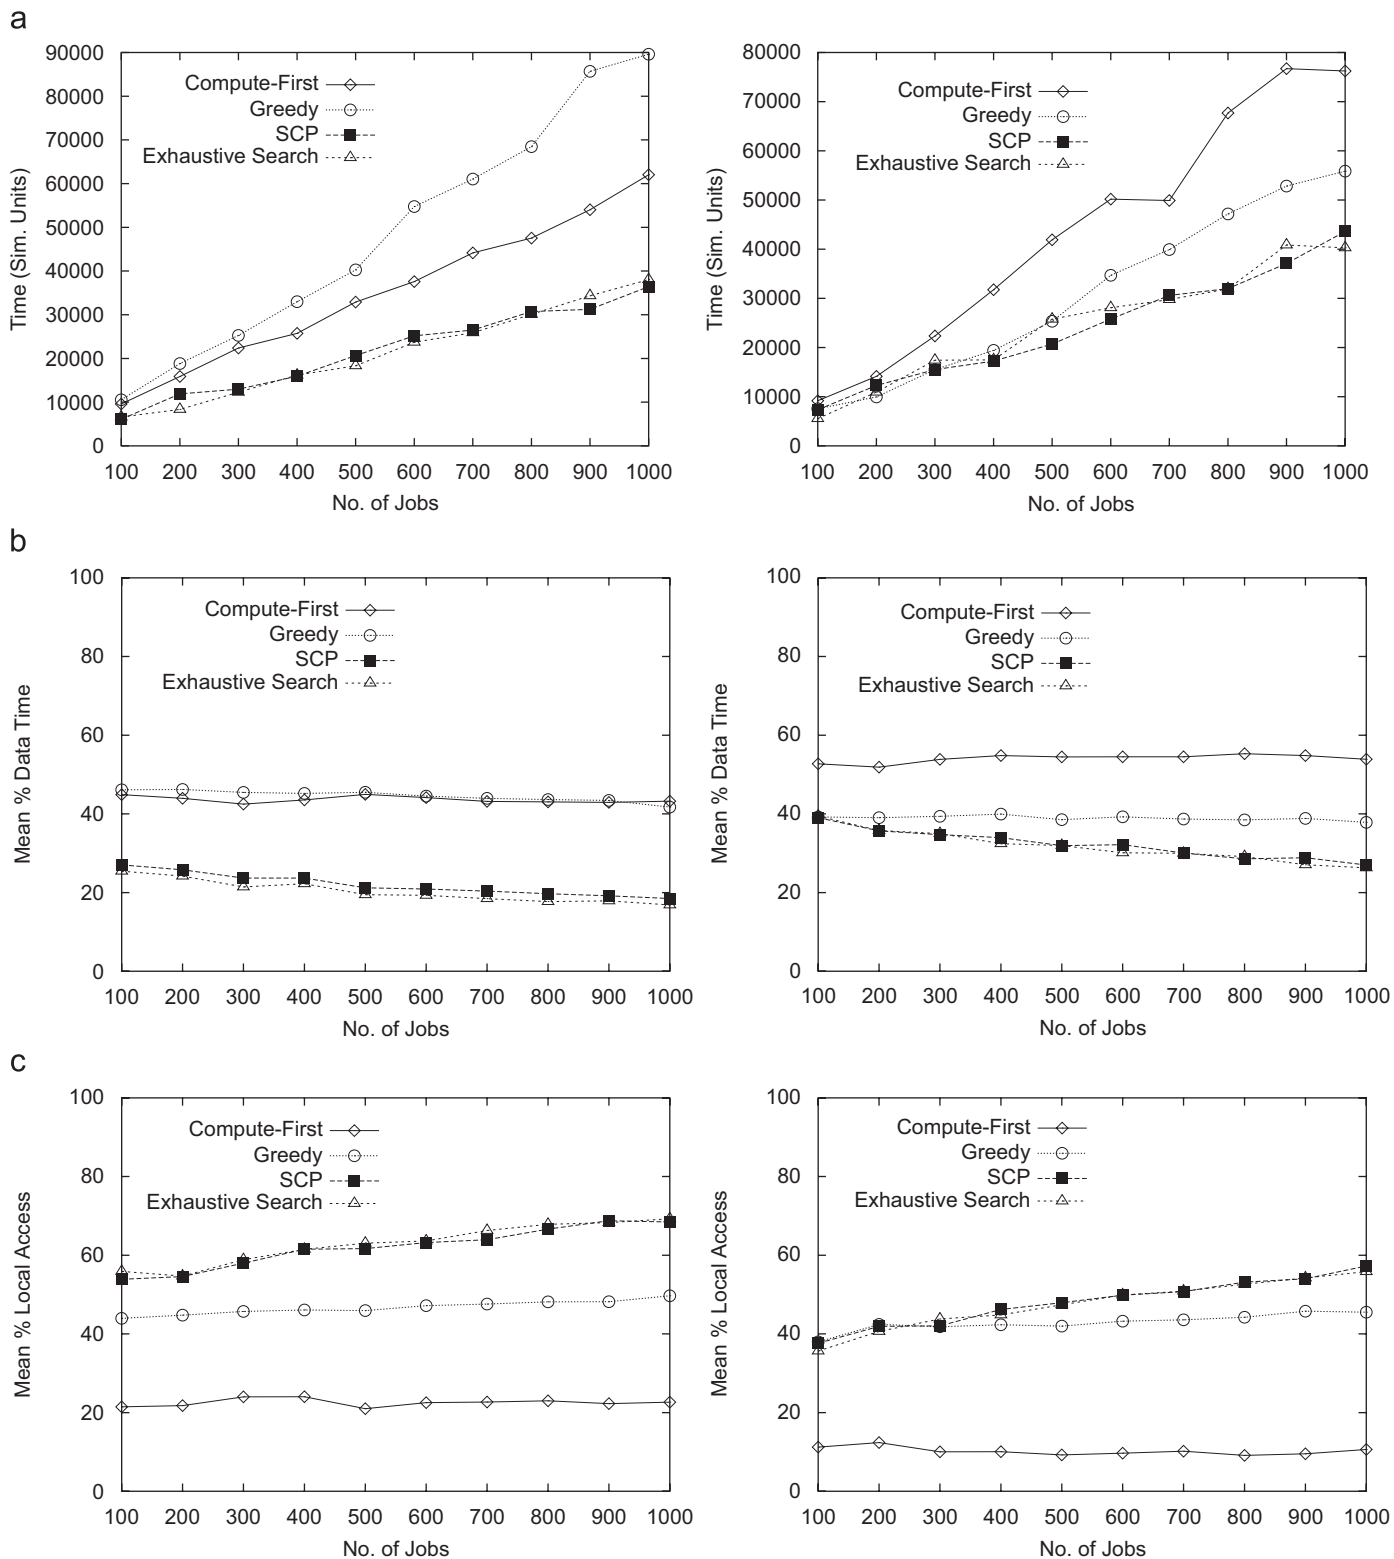 a
90000
80000
70000
60000
50000
40000
30000
20000
10000
0
Time (Sim. Units)
Compute-First
Greedy
SCP
Exhaustive Search
100 200 300 400 500 600 700 800 900 1000
No. of Jobs
80000
70000
60000
50000
40000
30000
20000
10000
0
Time (Sim. Units)
Compute-First
Greedy
SCP
Exhaustive Search
100 200 300 400 500 600 700 800 900 1000
No. of Jobs
b
100
80
60
40
20
0
Mean % Data Time
Compute-First
Greedy
SCP
Exhaustive Search
100 200 300 400 500 600 700 800 900 1000
No. of Jobs
100
80
60
40
20
0
Mean % Data Time
Compute-First
Greedy
SCP
Exhaustive Search
100 200 300 400 500 600 700 800 900 1000
No. of Jobs
c
100
80
60
40
20
0
Mean % Local Access
Compute-First
Greedy
SCP
Exhaustive Search
100 200 300 400 500 600 700 800 900 1000
No. of Jobs
100
80
60
40
20
0
Mean % Local Access
Compute-First
Greedy
SCP
Exhaustive Search
100 200 300 400 500 600 700 800 900 1000
No. of Jobs